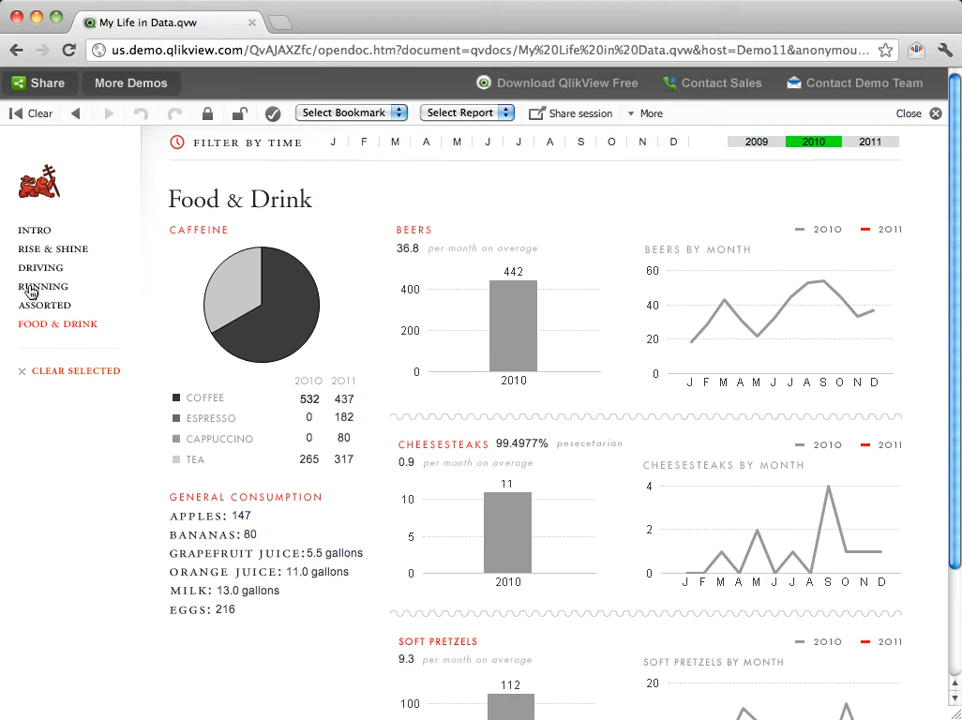 My Life in Data.qvw
us.demo.qlikview.com/QvAJAXZfc/opendoc.htm?document=qvdocs/My%20Life%20in%20Data.qvw&host=Demo11&anonymou...
Share More Demos Download QlikView Free Contact Sales Contact Demo Team
Clear Select Bookmark Select Report Share session More Close
FILTER BY TIME J F M A M J J A S O N D 2009 2010 2011
INTRO
RISE & SHINE
DRIVING
RUNNING
ASSORTED
FOOD & DRINK
CLEAR SELECTED
Food & Drink
CAFFEINE
2010 2011
COFFEE 532 437
ESPRESSO 0 182
CAPPUCCINO 0 80
TEA 265 317
GENERAL CONSUMPTION
APPLES: 147
BANANAS: 80
GRAPEFRUIT JUICE: 5.5 gallons
ORANGE JUICE: 11.0 gallons
MILK: 13.0 gallons
EGGS: 216
BEERS
36.8 per month on average
442
400
200
0
2010
2010 2011
BEERS BY MONTH
60
40
20
0
J F M A M J J A S O N D
CHEESESTEAKS 99.4977% pesecetarian
0.9 per month on average
11
10
5
0
2010
2010 2011
CHEESESTEAKS BY MONTH
4
2
0
J F M A M J J A S O N D
SOFT PRETZELS
9.3 per month on average
112
100
2010 2011
SOFT PRETZELS BY MONTH
20